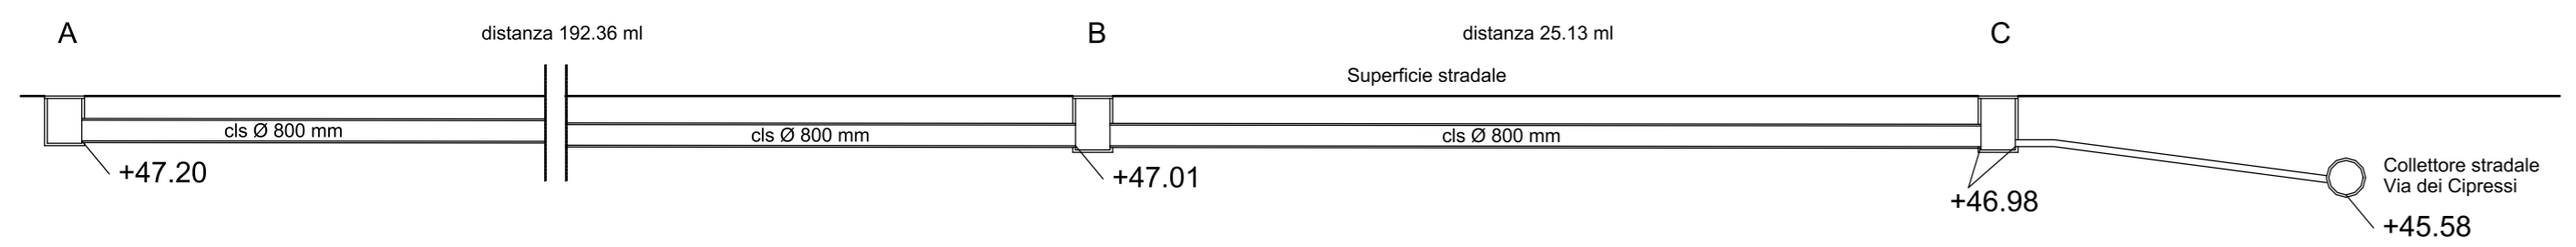 A
distanza 192.36 ml
B
distanza 25.13 ml
C
Superficie stradale
cls Ø 800 mm
cls Ø 800 mm
cls Ø 800 mm
+47.20
+47.01
+46.98
Collettore stradale
Via dei Cipressi
+45.58